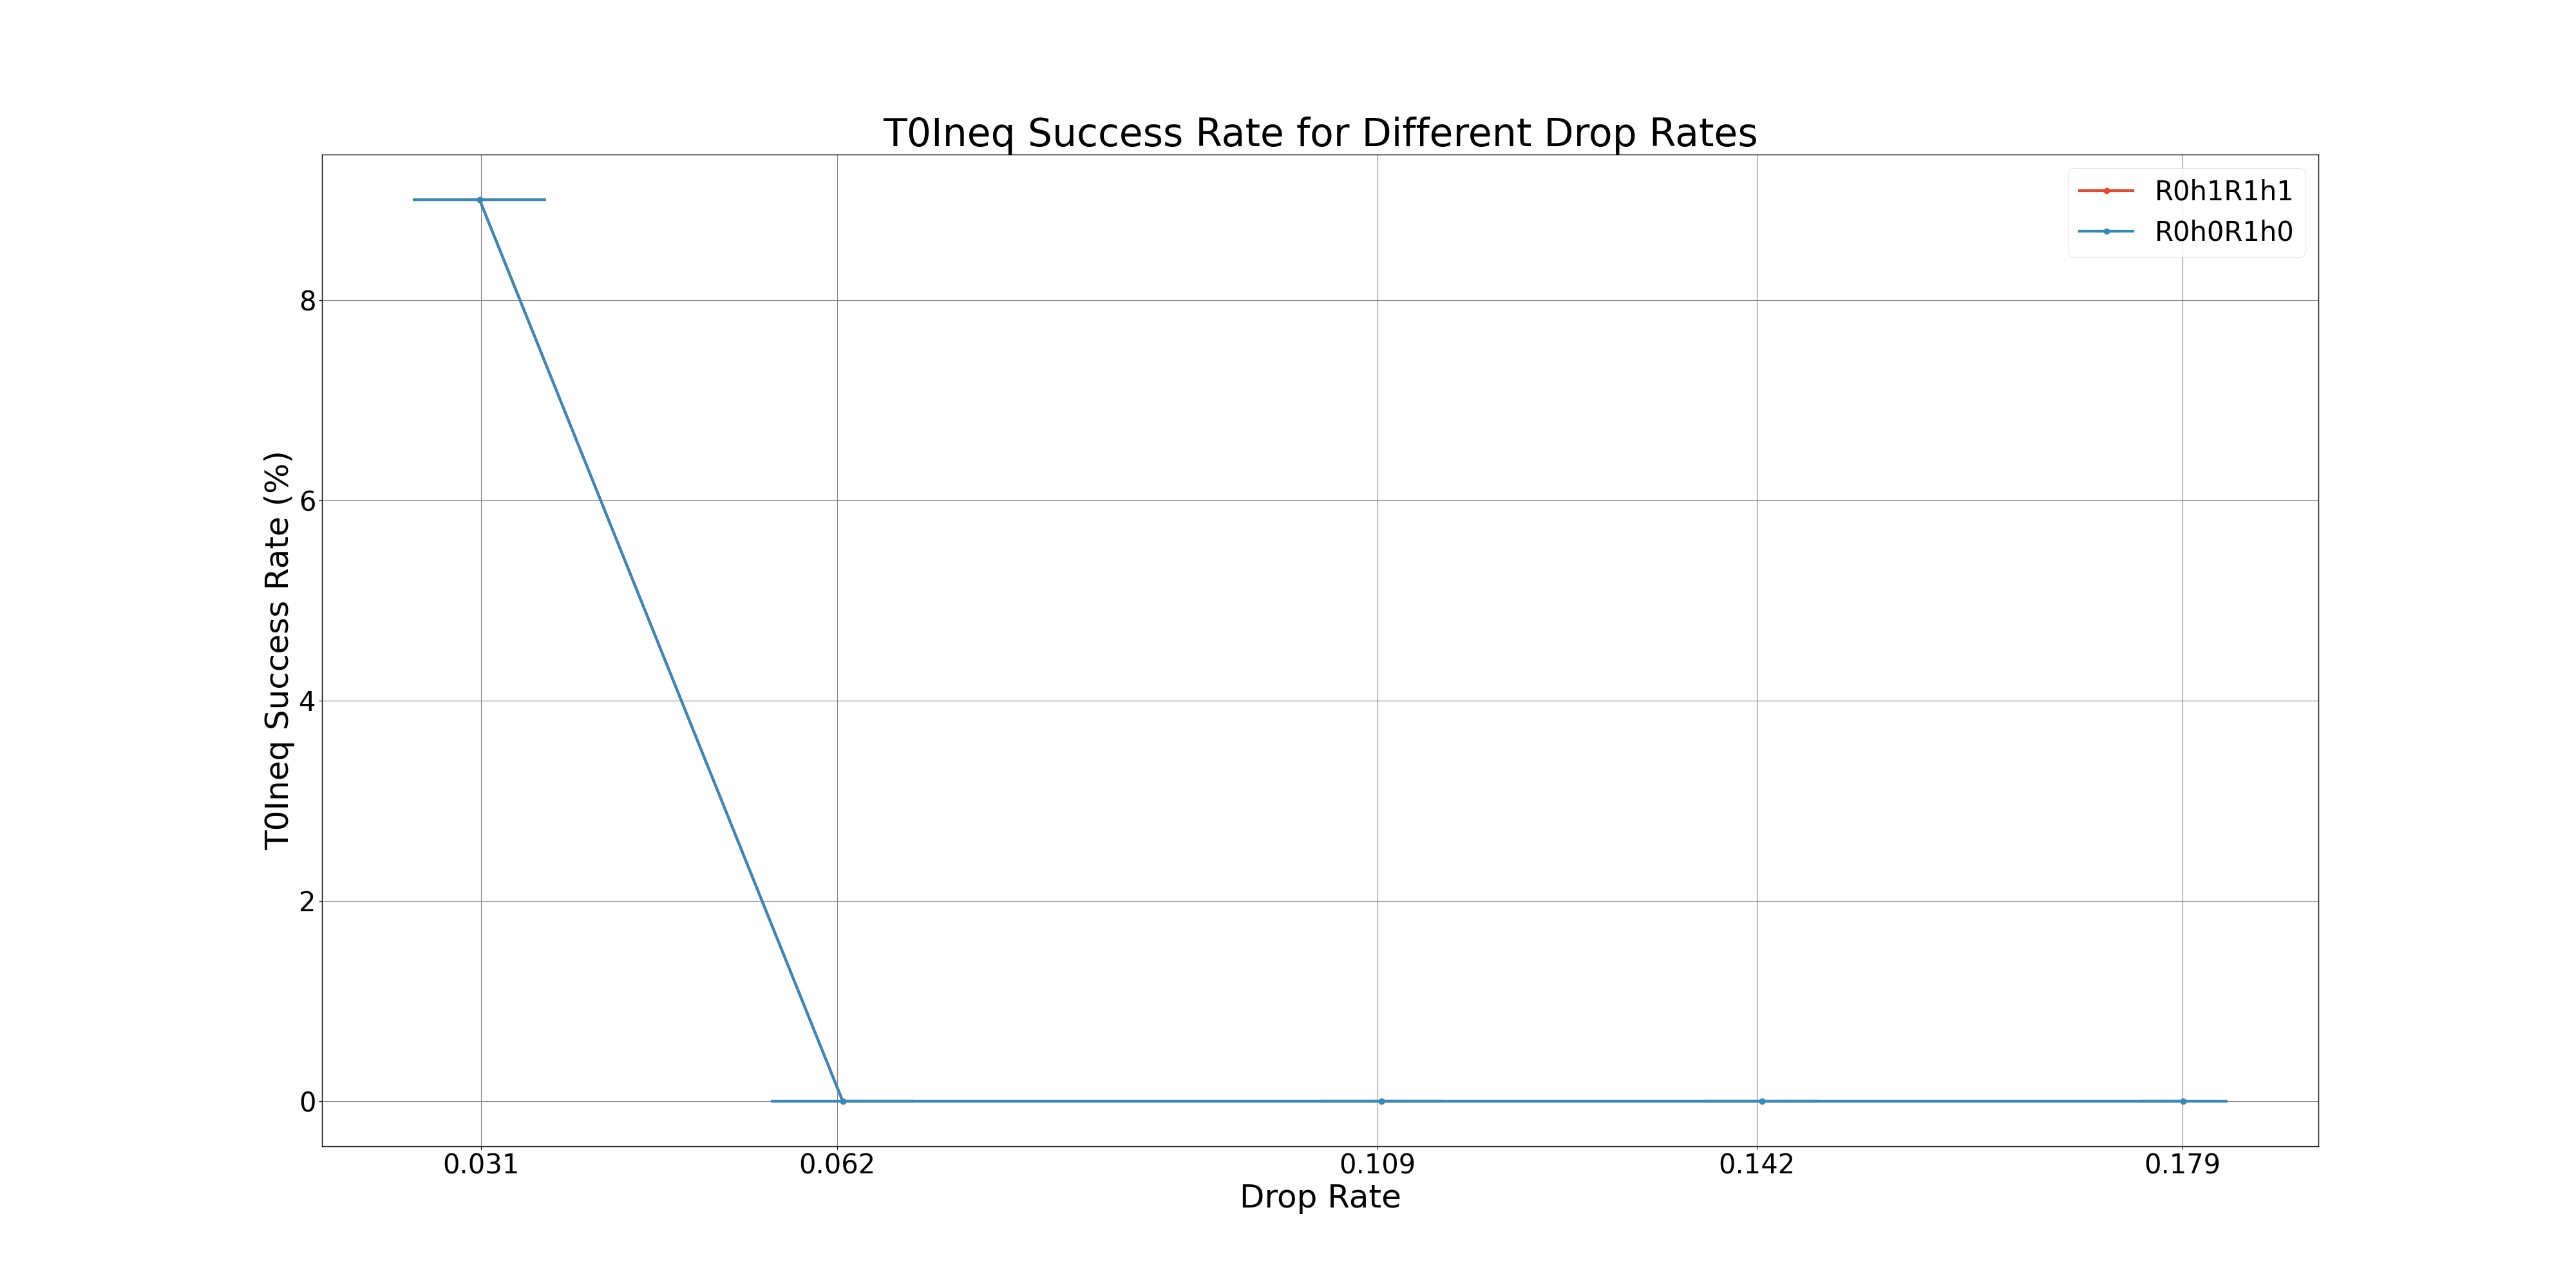 T0Ineq Success Rate for Different Drop Rates
R0h1R1h1
R0h0R1h0
T0Ineq Success Rate (%)
8
6
4
2
0
0.031 0.062 0.109 0.142 0.179
Drop Rate